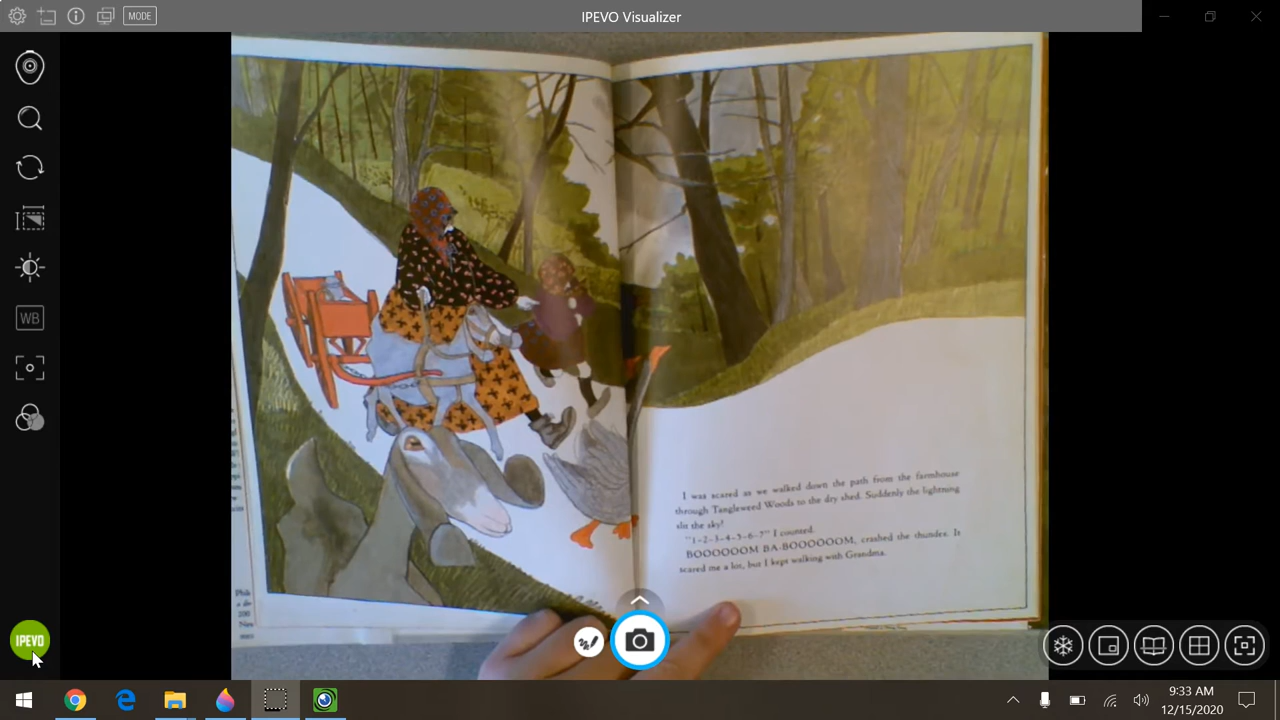 MODE
IPEVO Visualizer
WB
I was scared as we walked down the path from the farmhouse
through Tangleweed Woods to the dry shed. Suddenly the lightning
slit the sky!
"1-2-3-4-5-6-7" I counted.
BOOOOOOM BA-BOOOOOOM, crashed the thunder. It
scared me a lot, but I kept walking with Grandma.
Phil
200
New
IPEVO
9:33 AM
12/15/2020